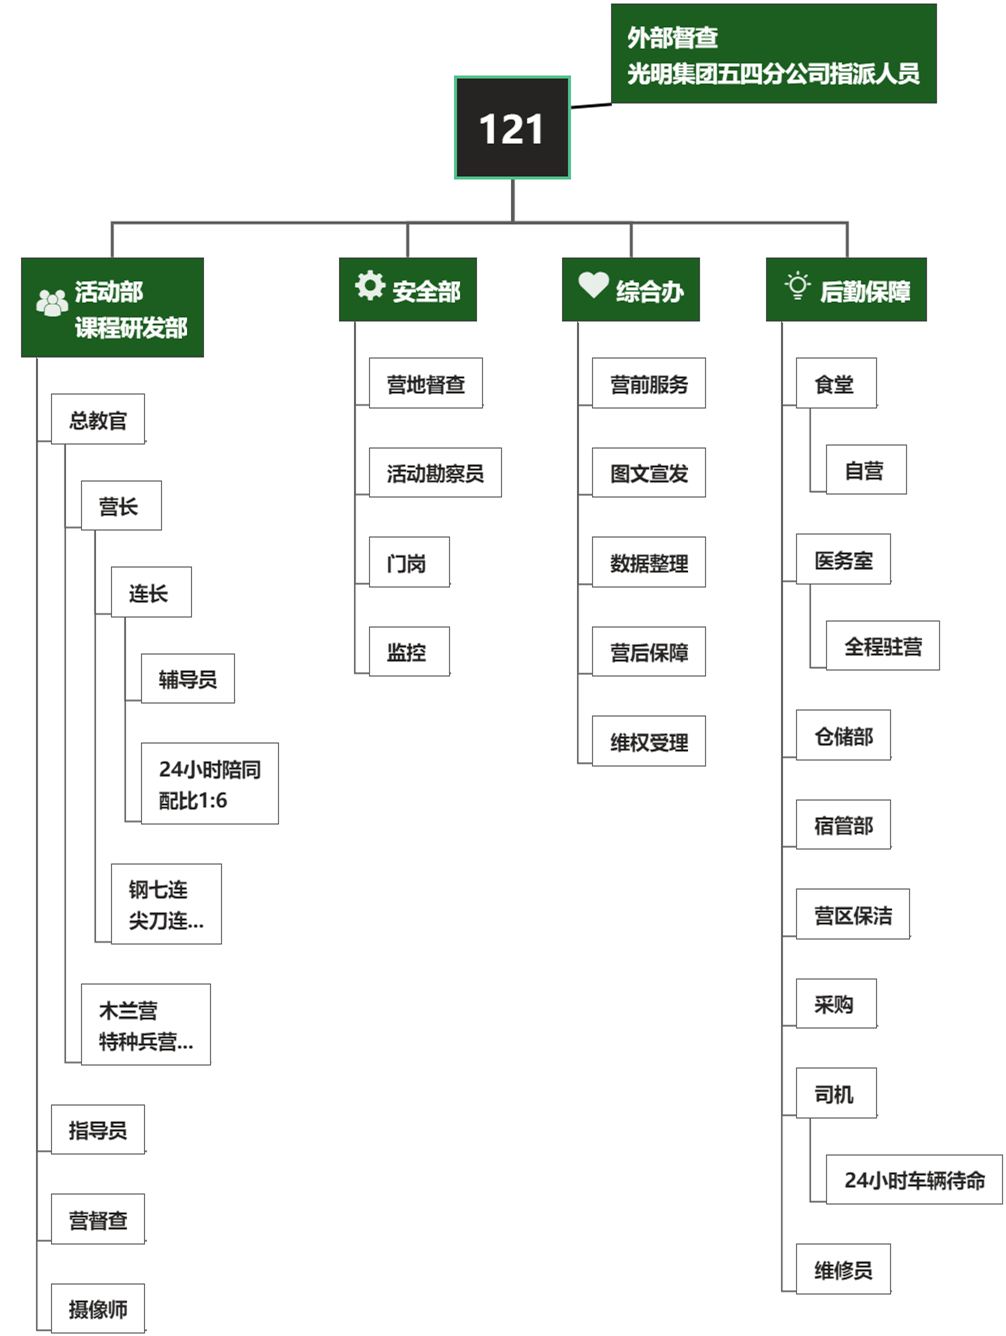 外部督查
光明集团五四分公司指派人员
121
活动部
课程研发部
总教官
营长
连长
辅导员
24小时陪同
配比1:6
钢七连
尖刀连...
木兰营
特种兵营...
指导员
营督查
摄像师
安全部
营地督查
活动勘察员
门岗
监控
综合办
营前服务
图文宣发
数据整理
营后保障
维权受理
后勤保障
食堂
自营
医务室
全程驻营
仓储部
宿管部
营区保洁
采购
司机
24小时车辆待命
维修员